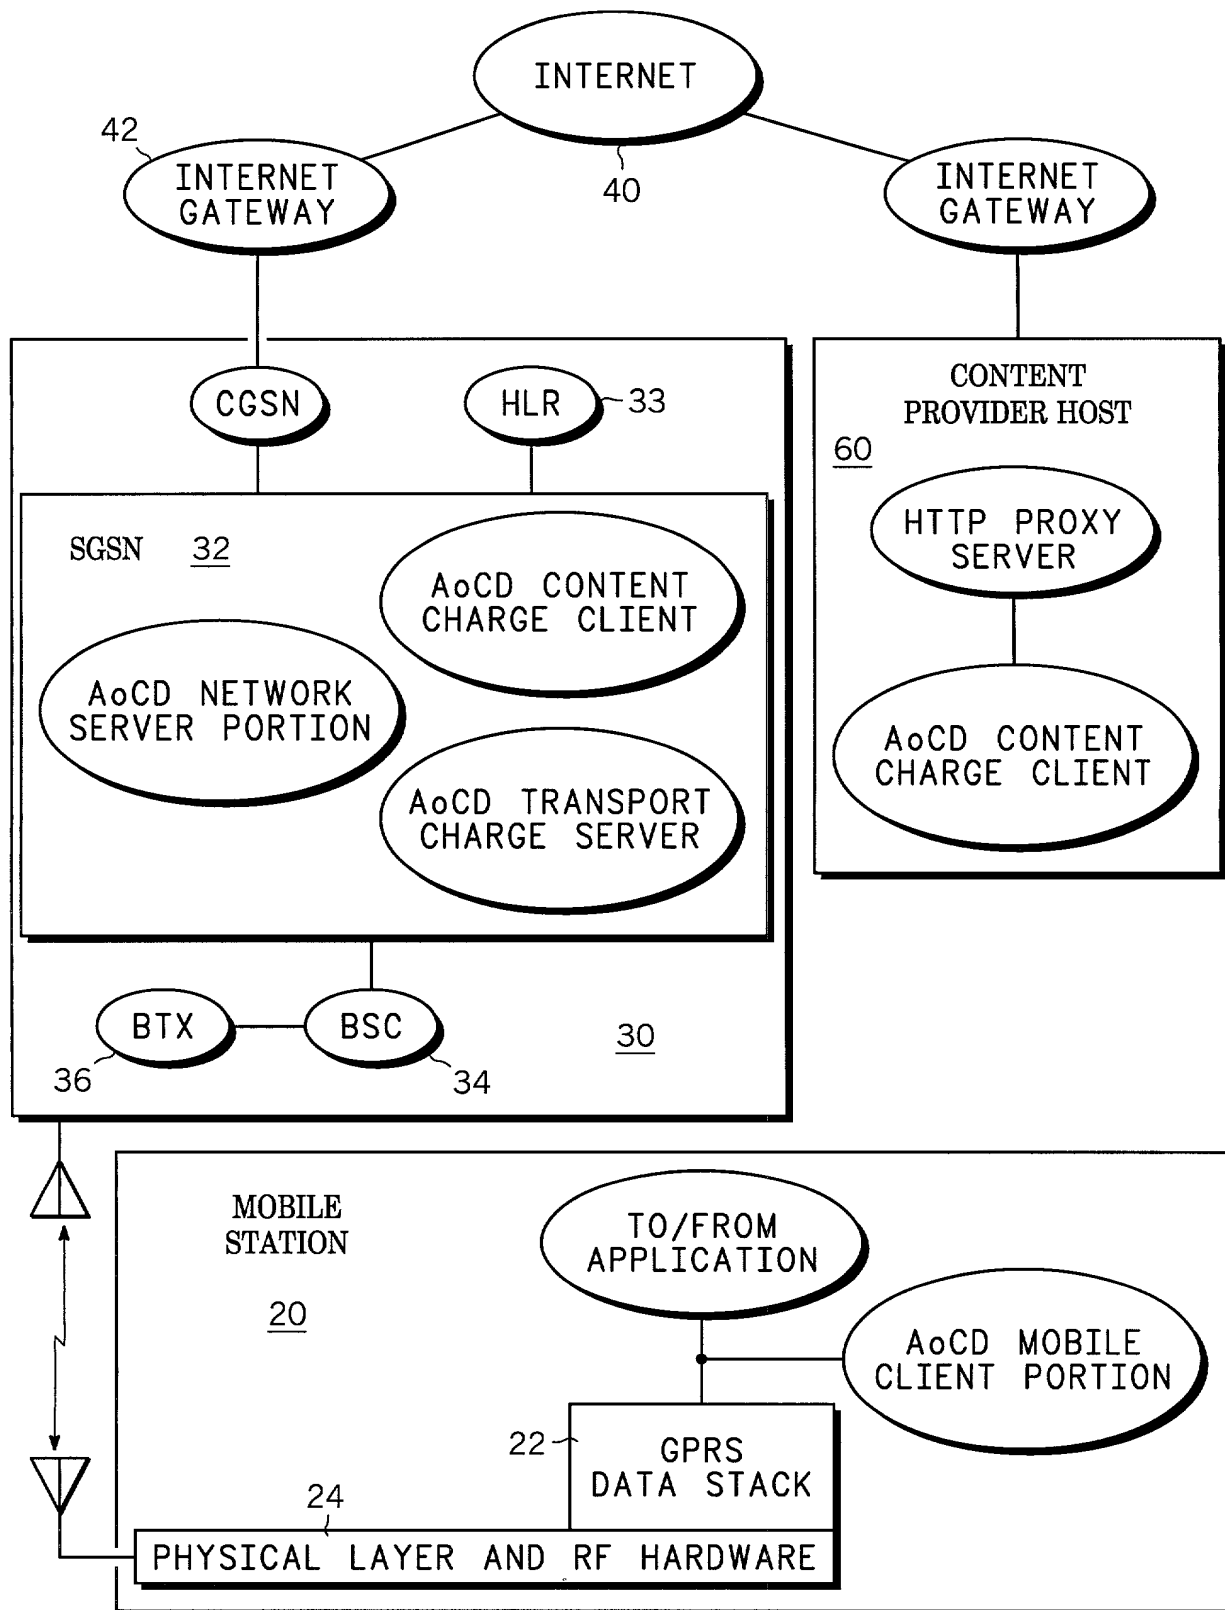 INTERNET
40
42
INTERNET
GATEWAY
INTERNET
GATEWAY
CGSN
HLR
33
CONTENT
PROVIDER HOST
60
HTTP PROXY
SERVER
AoCD CONTENT
CHARGE CLIENT
SGSN 32
AoCD CONTENT
CHARGE CLIENT
AoCD NETWORK
SERVER PORTION
AoCD TRANSPORT
CHARGE SERVER
BTX
36
BSC
34
30
MOBILE
STATION
20
TO/FROM
APPLICATION
AoCD MOBILE
CLIENT PORTION
22
GPRS
DATA STACK
24
PHYSICAL LAYER AND RF HARDWARE